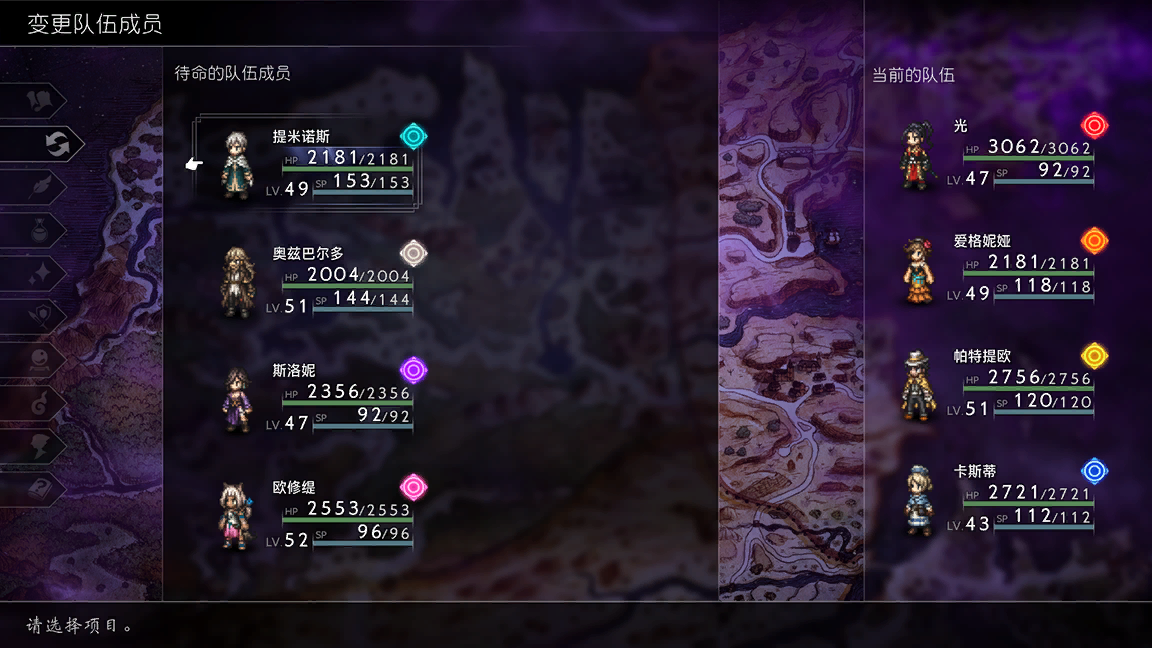 变更队伍成员
待命的队伍成员
提米诺斯
HP 2181/2181
LV.49 SP 153/153
奥兹巴尔多
HP 2004/2004
LV.51 SP 144/144
斯洛妮
HP 2356/2356
LV.47 SP 92/92
欧修缇
HP 2553/2553
LV.52 SP 96/96
当前的队伍
光
HP 3062/3062
LV.47 SP 92/92
爱格妮娅
HP 2181/2181
LV.49 SP 118/118
帕特提欧
HP 2756/2756
LV.51 SP 120/120
卡斯蒂
HP 2721/2721
LV.43 SP 112/112
请选择项目。